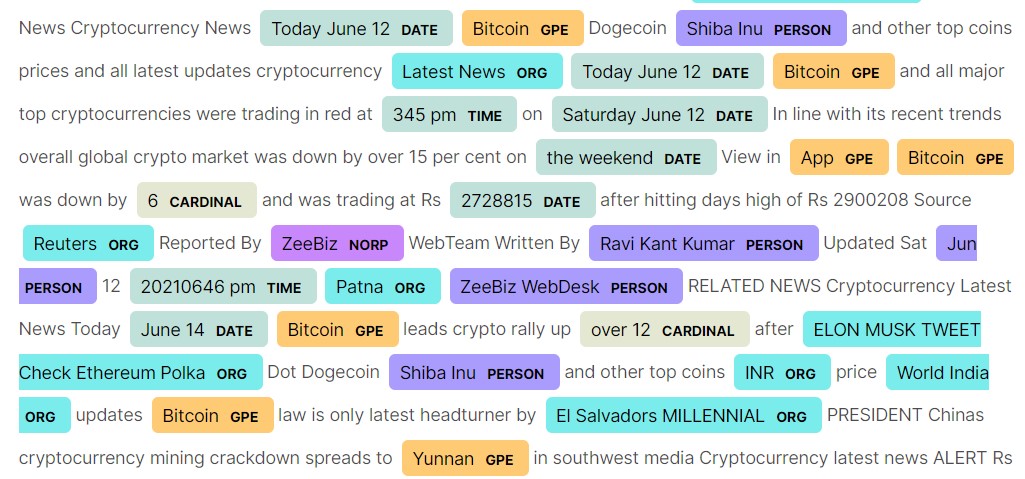 News Cryptocurrency News Today June 12 DATE Bitcoin GPE Dogecoin Shiba Inu PERSON and other top coins
prices and all latest updates cryptocurrency Latest News ORG Today June 12 DATE Bitcoin GPE and all major
top cryptocurrencies were trading in red at 345 pm TIME on Saturday June 12 DATE In line with its recent trends
overall global crypto market was down by over 15 per cent on the weekend DATE View in App GPE Bitcoin GPE
was down by 6 CARDINAL and was trading at Rs 2728815 DATE after hitting days high of Rs 2900208 Source
Reuters ORG Reported By ZeeBiz NORP WebTeam Written By Ravi Kant Kumar PERSON Updated Sat Jun
PERSON 12 20210646 pm TIME Patna ORG ZeeBiz WebDesk PERSON RELATED NEWS Cryptocurrency Latest
News Today June 14 DATE Bitcoin GPE leads crypto rally up over 12 CARDINAL after ELON MUSK TWEET
Check Ethereum Polka ORG Dot Dogecoin Shiba Inu PERSON and other top coins INR ORG price World India
ORG updates Bitcoin GPE law is only latest headturner by El Salvadors MILLENNIAL ORG PRESIDENT Chinas
cryptocurrency mining crackdown spreads to Yunnan GPE in southwest media Cryptocurrency latest news ALERT Rs